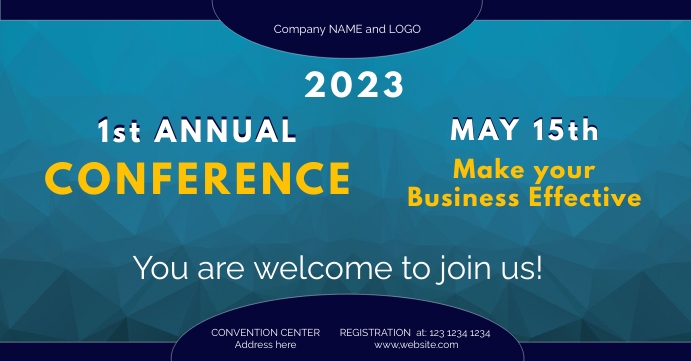 Company NAME and LOGO
2023
1st ANNUAL
CONFERENCE
MAY 15th
Make your
Business Effective
You are welcome to join us!
CONVENTION CENTER
Address here
REGISTRATION at: 123 1234 1234
www,website.com